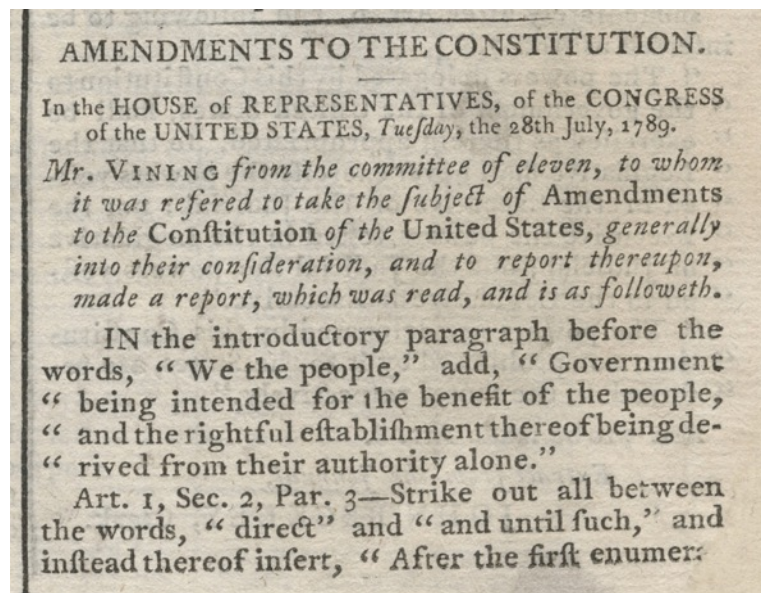 AMENDMENTS TO THE CONSTITUTION.
In the HOUSE of REPRESENTATIVES, of the CONGRESS
of the UNITED STATES, Tueſday, the 28th July, 1789.
Mr. VINING from the committee of eleven, to whom
it was refered to take the ſubject of Amendments
to the Conſtitution of the United States, generally
into their conſideration, and to report thereupon,
made a report, which was read, and is as followeth.
IN the introductory paragraph before the
words, “ We the people,” add, “ Government
“ being intended for the benefit of the people,
“ and the rightful eſtabliſhment thereof being de-
“ rived from their authority alone.”
Art. 1, Sec. 2, Par. 3—Strike out all between
the words, “ direct” and “ and until ſuch,” and
inſtead thereof inſert, “ After the firſt enumer-